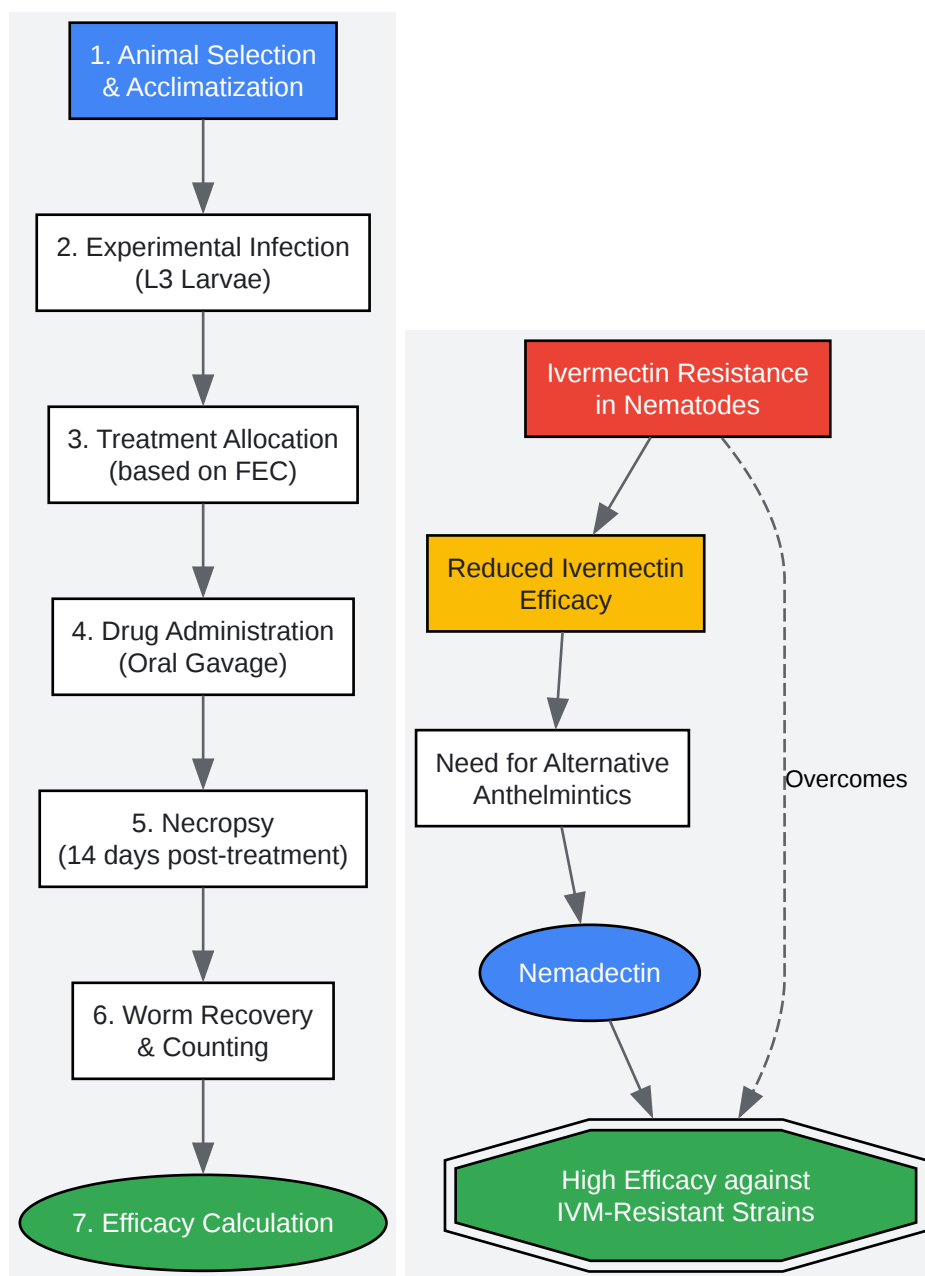 1. Animal Selection
& Acclimatization
2. Experimental Infection
(L3 Larvae)
3. Treatment Allocation
(based on FEC)
4. Drug Administration
(Oral Gavage)
5. Necropsy
(14 days post-treatment)
6. Worm Recovery
& Counting
7. Efficacy Calculation
Ivermectin Resistance
in Nematodes
Reduced Ivermectin
Efficacy
Need for Alternative
Anthelmintics
Overcomes
Nemadectin
High Efficacy against
IVM-Resistant Strains